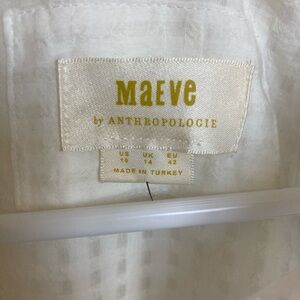 MAEVE
by ANTHROPOLOGIE
US UK EU
10 14 42
MADE IN TURKEY